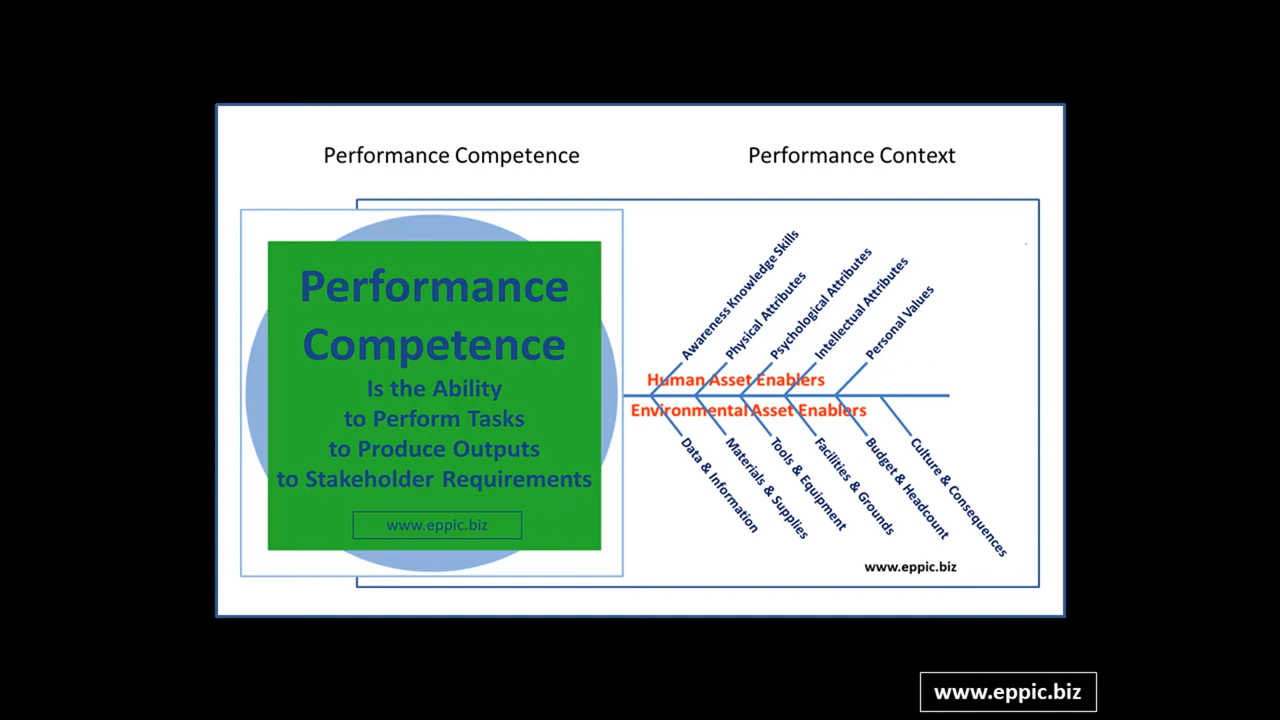 Performance Competence
Performance Context
Performance
Competence
Is the Ability
to Perform Tasks
to Produce Outputs
to Stakeholder Requirements
www.eppic.biz
Awareness Knowledge Skills
Physical Attributes
Psychological Attributes
Intellectual Attributes
Personal Values
Human Asset Enablers
Environmental Asset Enablers
Data & Information
Materials & Supplies
Tools & Equipment
Facilities & Grounds
Budget & Headcount
Culture & Consequences
www.eppic.biz
www.eppic.biz